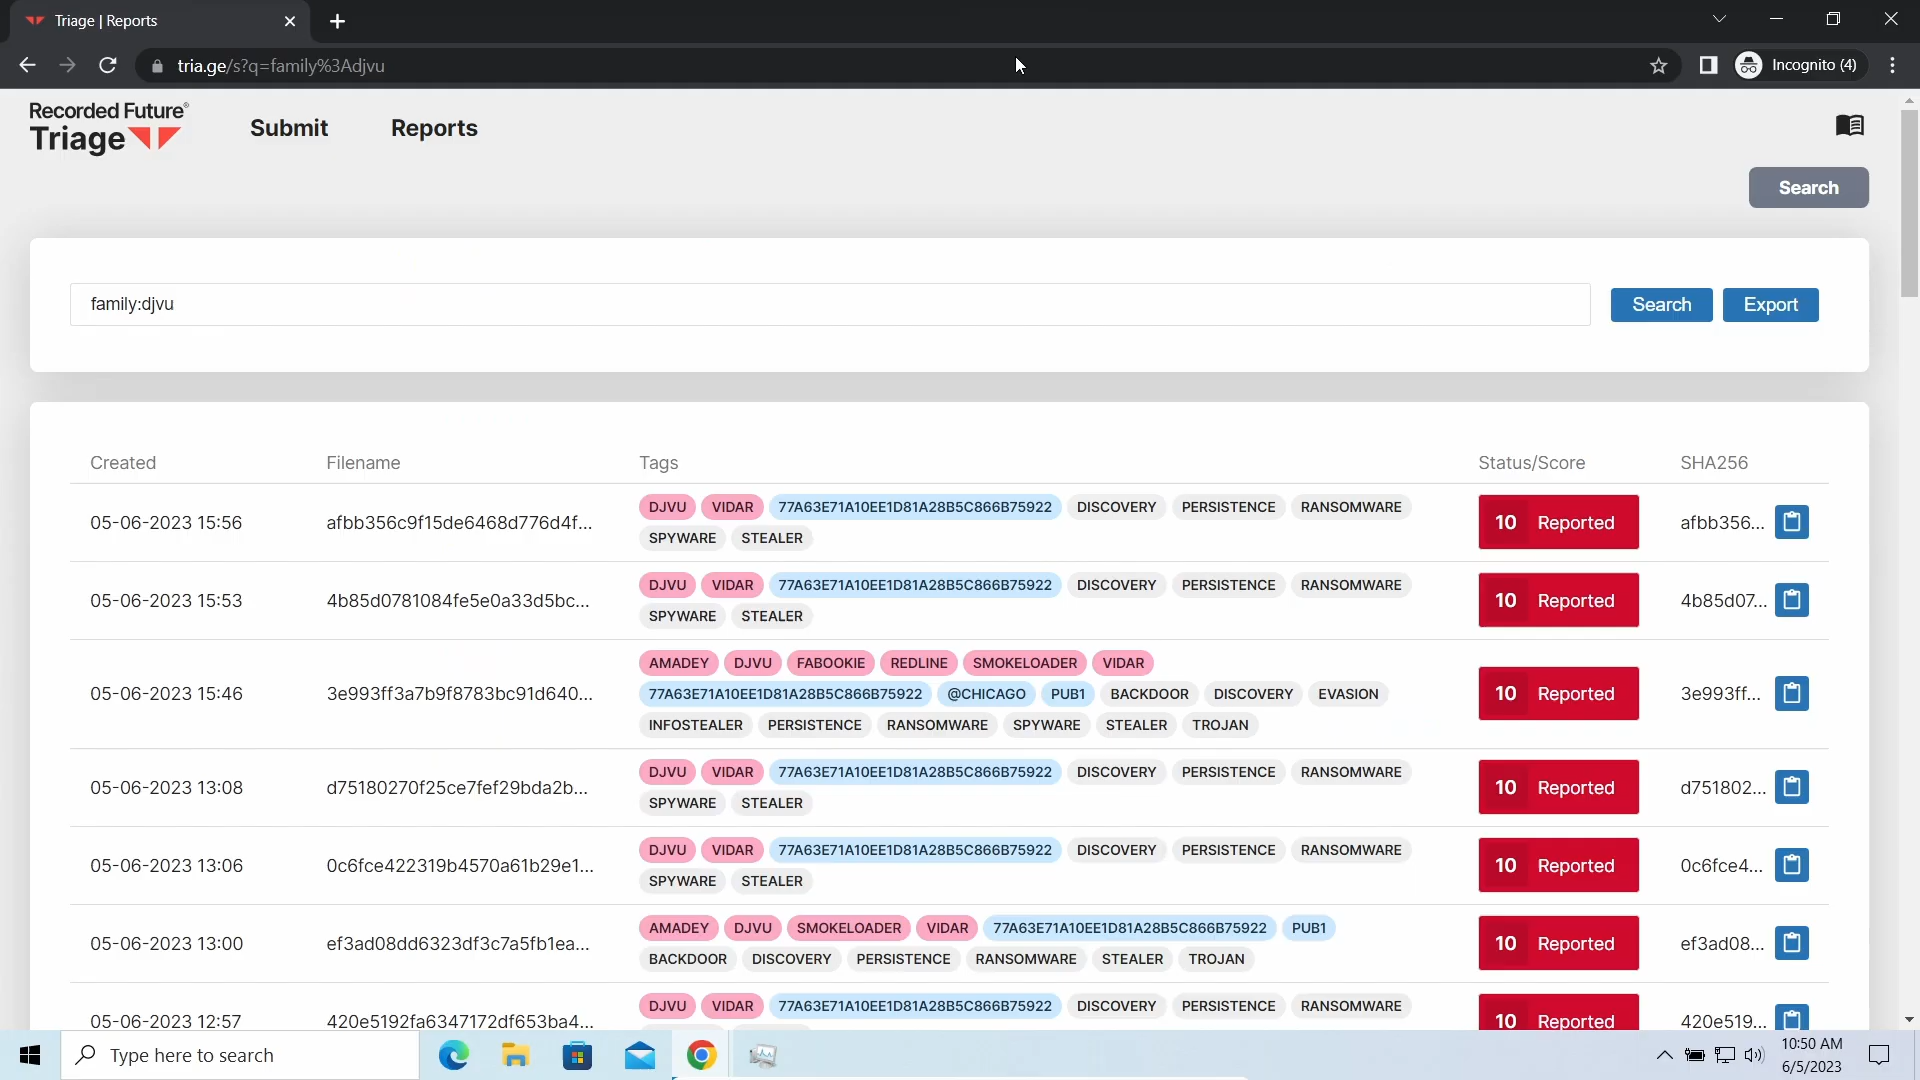 Triage | Reports
tria.ge/s?q=family%3Adjvu
Incognito (4)
Recorded Future®
Triage
Submit
Reports
Search
family:djvu
Search
Export
Created
Filename
Tags
Status/Score
SHA256
05-06-2023 15:56
afbb356c9f15de6468d776d4f...
DJVU VIDAR 77A63E71A10EE1D81A28B5C866B75922 DISCOVERY PERSISTENCE RANSOMWARE
SPYWARE STEALER
10 Reported
afbb356...
05-06-2023 15:53
4b85d0781084fe5e0a33d5bc...
DJVU VIDAR 77A63E71A10EE1D81A28B5C866B75922 DISCOVERY PERSISTENCE RANSOMWARE
SPYWARE STEALER
10 Reported
4b85d07...
05-06-2023 15:46
3e993ff3a7b9f8783bc91d640...
AMADEY DJVU FABOOKIE REDLINE SMOKELOADER VIDAR
77A63E71A10EE1D81A28B5C866B75922 @CHICAGO PUB1 BACKDOOR DISCOVERY EVASION
INFOSTEALER PERSISTENCE RANSOMWARE SPYWARE STEALER TROJAN
10 Reported
3e993ff...
05-06-2023 13:08
d75180270f25ce7fef29bda2b...
DJVU VIDAR 77A63E71A10EE1D81A28B5C866B75922 DISCOVERY PERSISTENCE RANSOMWARE
SPYWARE STEALER
10 Reported
d751802...
05-06-2023 13:06
0c6fce422319b4570a61b29e1...
DJVU VIDAR 77A63E71A10EE1D81A28B5C866B75922 DISCOVERY PERSISTENCE RANSOMWARE
SPYWARE STEALER
10 Reported
0c6fce4...
05-06-2023 13:00
ef3ad08dd6323df3c7a5fb1ea...
AMADEY DJVU SMOKELOADER VIDAR 77A63E71A10EE1D81A28B5C866B75922 PUB1
BACKDOOR DISCOVERY PERSISTENCE RANSOMWARE STEALER TROJAN
10 Reported
ef3ad08...
05-06-2023 12:57
420e5192fa6347172df653ba4...
DJVU VIDAR 77A63E71A10EE1D81A28B5C866B75922 DISCOVERY PERSISTENCE RANSOMWARE
10 Reported
420e519...
Type here to search
10:50 AM
6/5/2023